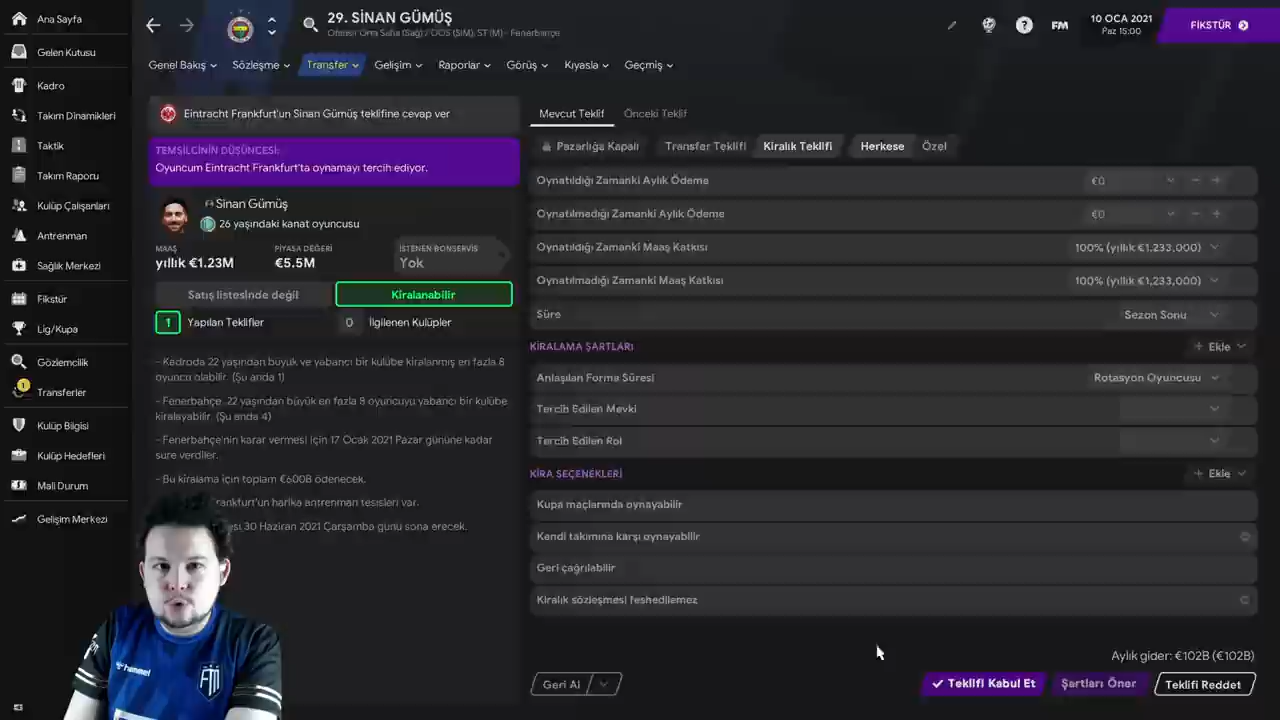 Ana Sayfa
Gelen Kutusu
Kadro
Takım Dinamikleri
Taktik
Takım Raporu
Kulüp Çalışanları
Antrenman
Sağlık Merkezi
Fikstür
Lig/Kupa
Gözlemcilik
1
Transferler
Kulüp Bilgisi
Kulüp Hedefleri
Mali Durum
Gelişim Merkezi
29. SİNAN GÜMÜŞ
FM
10 OCA 2021
Paz 15:00
FİKSTÜR
Genel Bakış
Sözleşme
Transfer
Gelişim
Raporlar
Görüş
Kıyasla
Geçmiş
Eintracht Frankfurt'un Sinan Gümüş teklifine cevap ver
TEMSİLCİNİN DÜŞÜNCESİ:
Oyuncum Eintracht Frankfurt'ta oynamayı tercih ediyor.
Sinan Gümüş
26 yaşındaki kanat oyuncusu
MAAŞ
yıllık €1.23M
PİYASA DEĞERİ
€5.5M
İSTENEN BONSERVİS
Yok
Satış listesinde değil
Kiralanabilir
1 Yapılan Teklifler
0 İlgilenen Kulüpler
- Kadroda 22 yaşından büyük ve yabancı bir kulübe kiralanmış en fazla 8
oyuncu olabilir. (Şu anda 1)
- Fenerbahçe 22 yaşından büyük en fazla 8 oyuncuyu yabancı bir kulübe
kiralayabilir. (Şu anda 4)
- Fenerbahçe'nin karar vermesi için 17 Ocak 2021 Pazar gününe kadar
süre verdiler.
- Bu kiralama için toplam €600B ödenecek.
rankfurt'un harika antrenman tesisleri var.
esi 30 Haziran 2021 Çarşamba günü sona erecek.
Mevcut Teklif
Önceki Teklif
Pazarlığa Kapalı
Transfer Teklifi
Kiralık Teklifi
Herkese
Özel
Oynatıldığı Zamanki Aylık Ödeme
€0
Oynatılmadığı Zamanki Aylık Ödeme
€0
Oynatıldığı Zamanki Maaş Katkısı
100% (yıllık €1,233,000)
Oynatılmadığı Zamanki Maaş Katkısı
100% (yıllık €1,233,000)
Süre
Sezon Sonu
KİRALAMA ŞARTLARI
+ Ekle
Anlaşılan Forma Süresi
Rotasyon Oyuncusu
Tercih Edilen Mevki
Tercih Edilen Rol
KİRA SEÇENEKLERİ
+ Ekle
Kupa maçlarında oynayabilir
Kendi takımına karşı oynayabilir
Geri çağrılabilir
Kiralık sözleşmesi feshedilemez
Aylık gider: €102B (€102B)
Geri Al
Teklifi Kabul Et
Şartları Öner
Teklifi Reddet
hummel